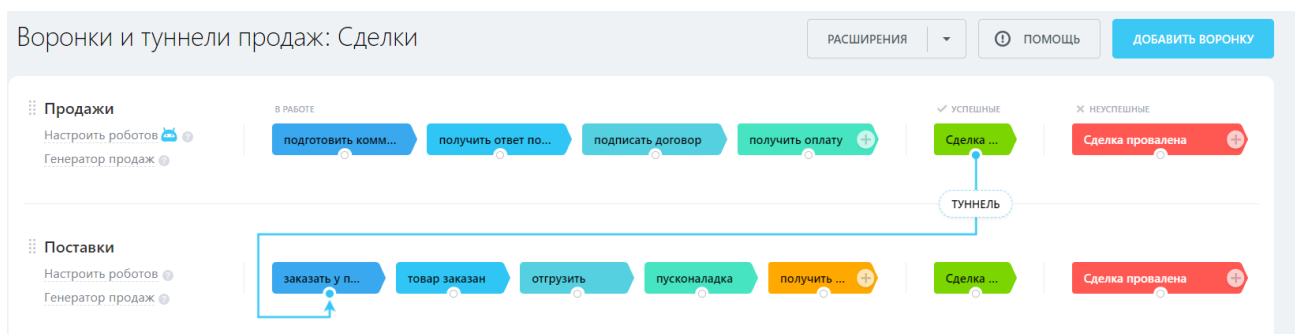 Воронки и туннели продаж: Сделки
РАСШИРЕНИЯ
ПОМОЩЬ
ДОБАВИТЬ ВОРОНКУ
Продажи
В РАБОТЕ
УСПЕШНЫЕ
НЕУСПЕШНЫЕ
Настроить роботов
Генератор продаж
подготовить комм...
получить ответ по...
подписать договор
получить оплату
Сделка ...
Сделка провалена
ТУННЕЛЬ
Поставки
Настроить роботов
Генератор продаж
заказать у п...
товар заказан
отгрузить
пусконаладка
получить ...
Сделка ...
Сделка провалена